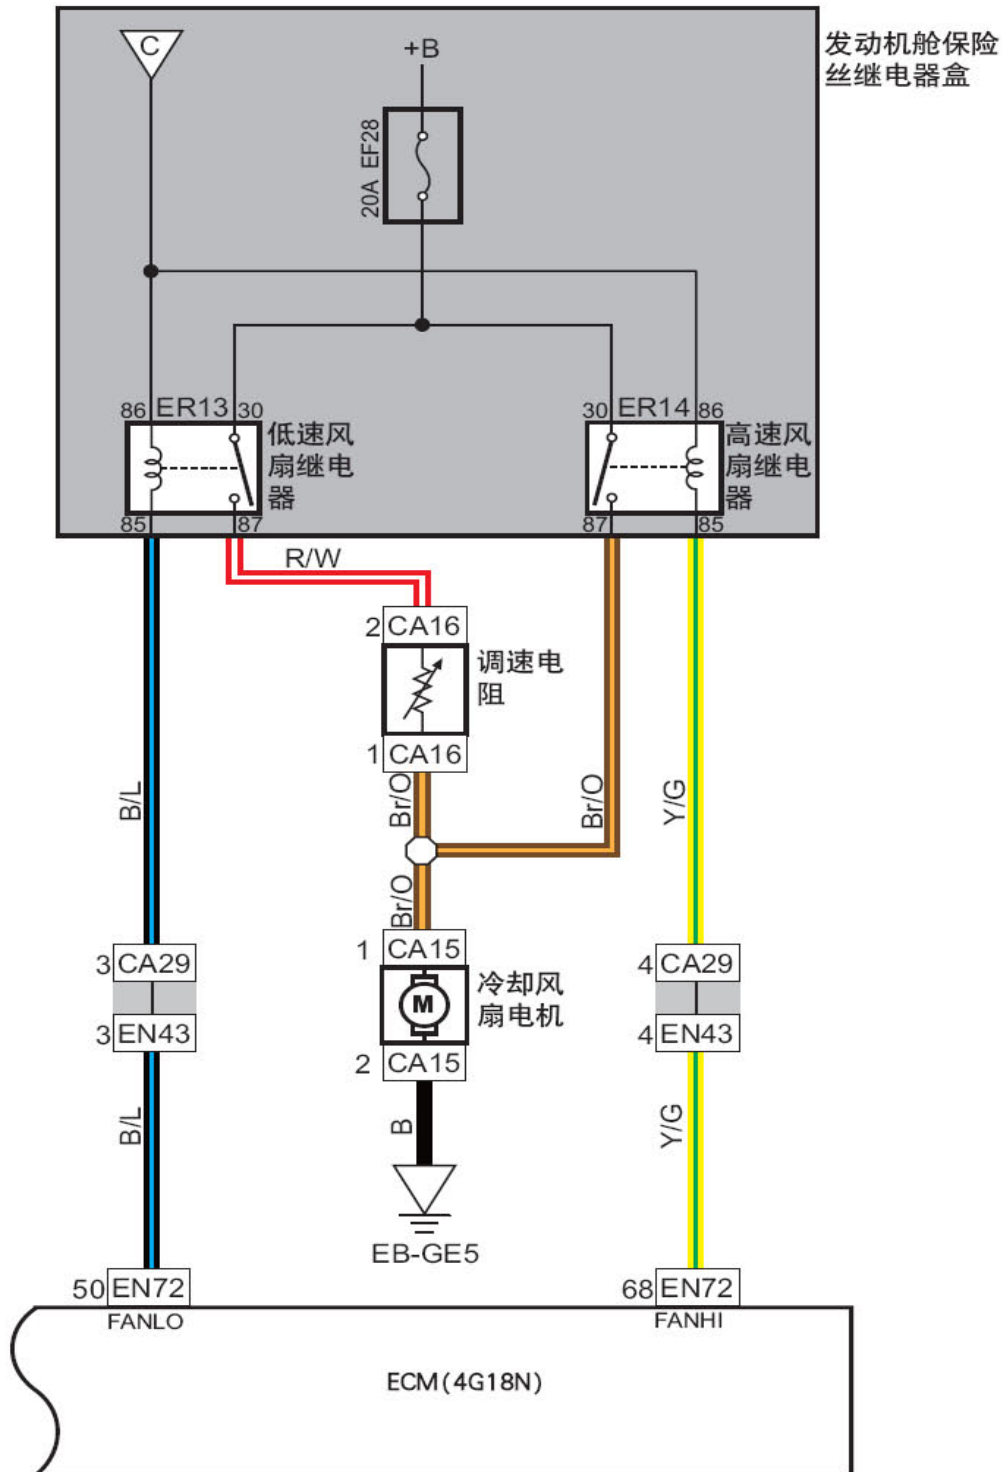 C
+B
发动机舱保险
丝继电器盒
20A EF28
86 ER13 30
30 ER14 86
低速风
扇继电
器
高速风
扇继电
器
85
87
87
85
R/W
2 CA16
调速电
阻
1 CA16
B/L
Br/O
Br/O
Y/G
Br/O
1 CA15
3 CA29
4 CA29
M
冷却风
扇电机
3 EN43
4 EN43
2 CA15
B/L
B
Y/G
EB-GE5
50 EN72
68 EN72
FANLO
FANHI
ECM(4G18N)